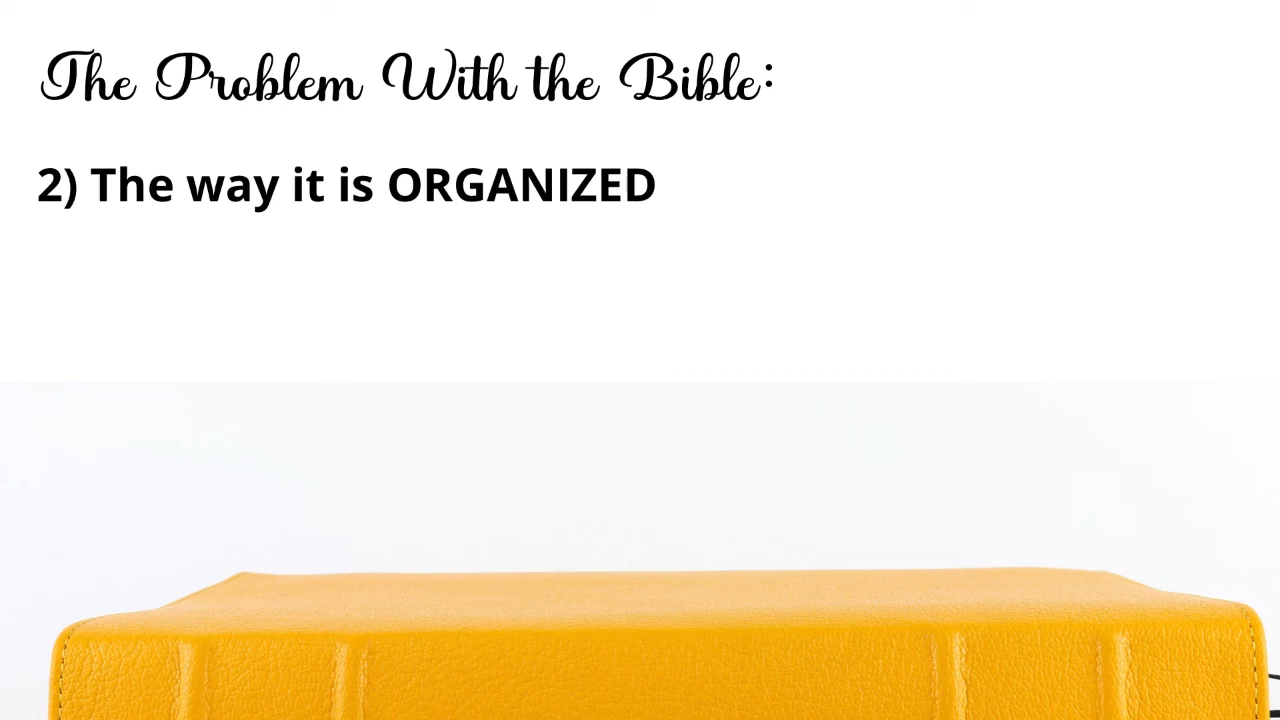 The Problem With the Bible:
2) The way it is ORGANIZED